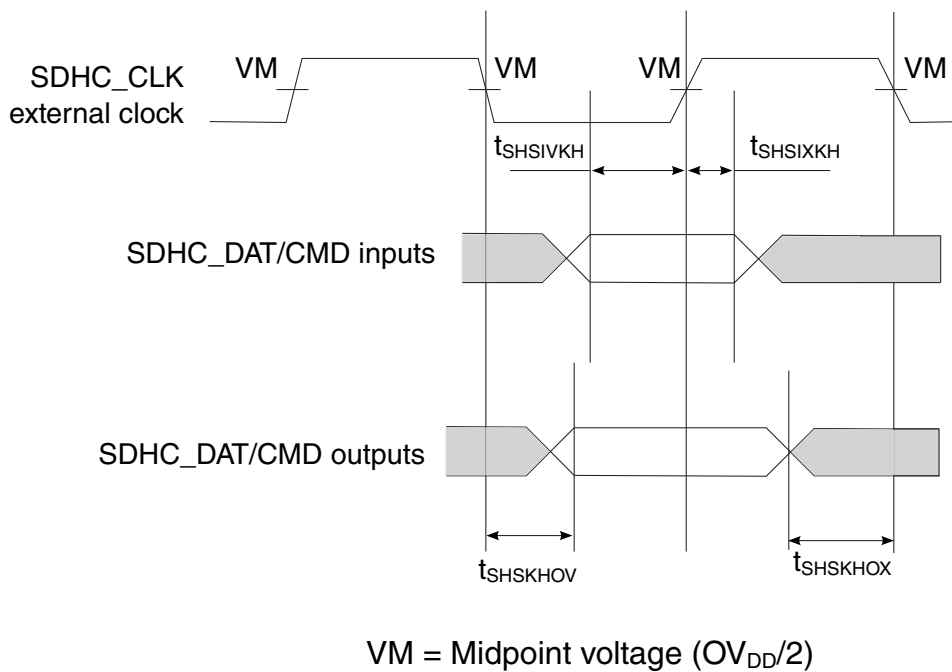 VM VM VM VM
SDHC_CLK
external clock
tSHSIVKH tSHSIXKH
SDHC_DAT/CMD inputs
SDHC_DAT/CMD outputs
tSHSKHOV tSHSKHOX
VM = Midpoint voltage (OVDD/2)